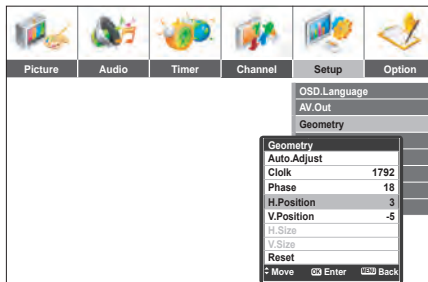 Picture Audio Timer Channel Setup Option
OSD.Language
AV.Out
Geometry
Geometry
Auto.Adjust
Clolk 1792
Phase 18
H.Position 3
V.Position -5
H.Size
V.Size
Reset
Move OK Enter MENU Back